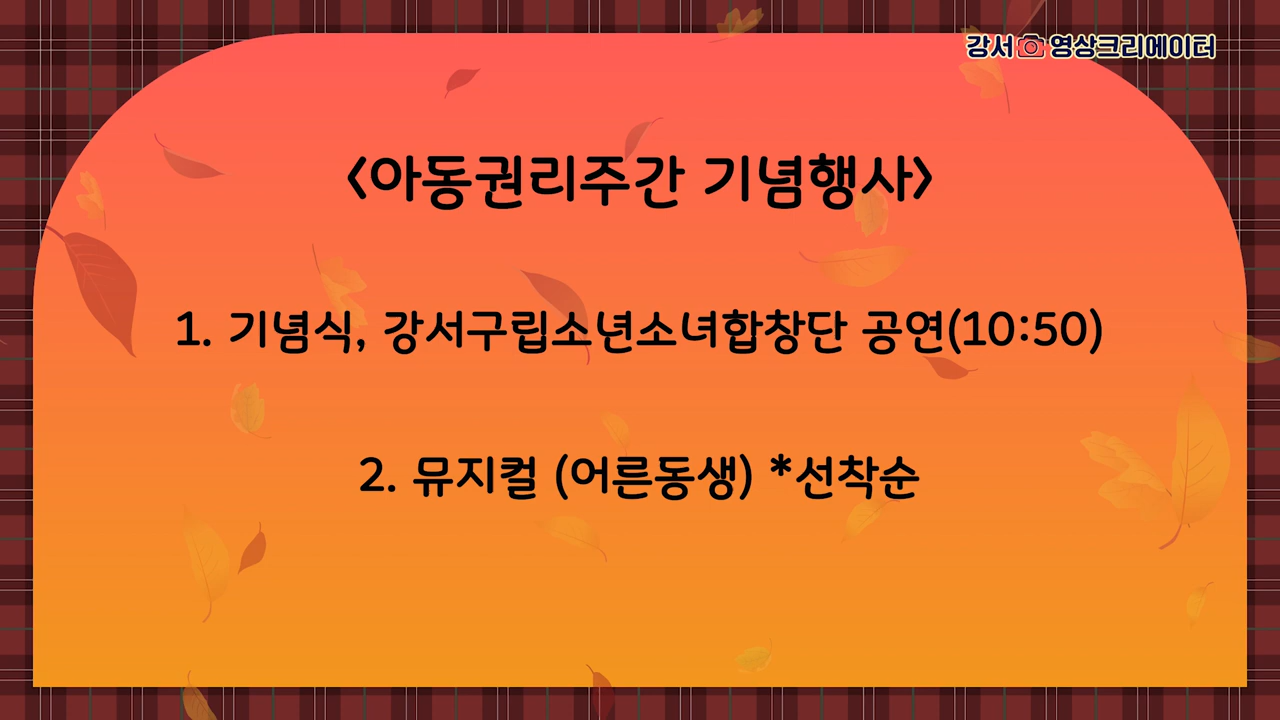 강서 영상크리에이터
<아동권리주간 기념행사>
1. 기념식, 강서구립소년소녀합창단 공연(10:50)
2. 뮤지컬 (어른동생) *선착순